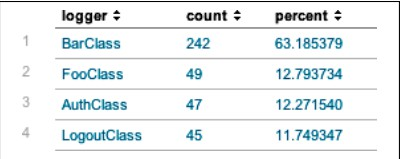 logger count percent
1 BarClass 242 63.185379
2 FooClass 49 12.793734
3 AuthClass 47 12.271540
4 LogoutClass 45 11.749347